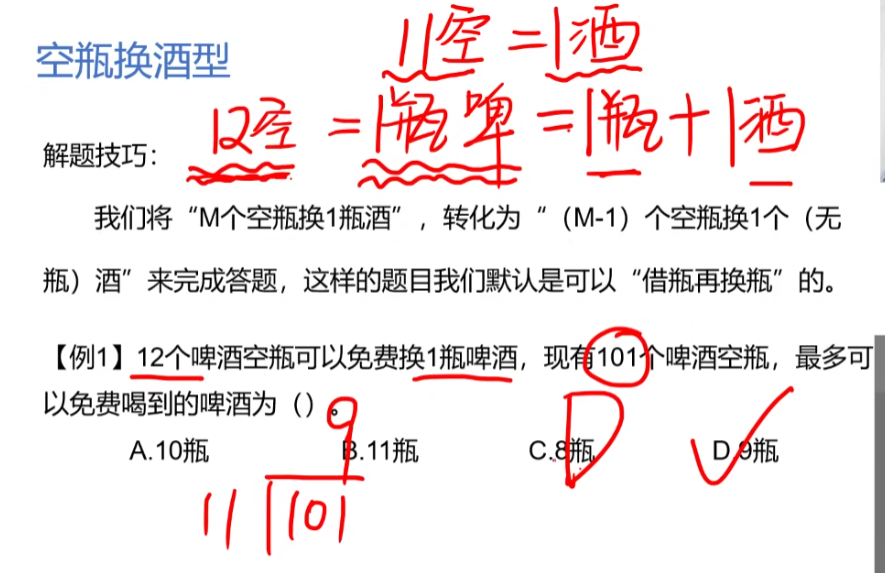 11空=1酒
空瓶换酒型
12空=1瓶啤=1瓶+1酒
解题技巧：
我们将“M个空瓶换1瓶酒”，转化为“（M-1）个空瓶换1个（无
瓶）酒”来完成答题，这样的题目我们默认是可以“借瓶再换瓶”的。
【例1】12个啤酒空瓶可以免费换1瓶啤酒，现有101个啤酒空瓶，最多可
以免费喝到的啤酒为（）。
9
D
A.10瓶 B.11瓶 C.8瓶 D.9瓶
11 101